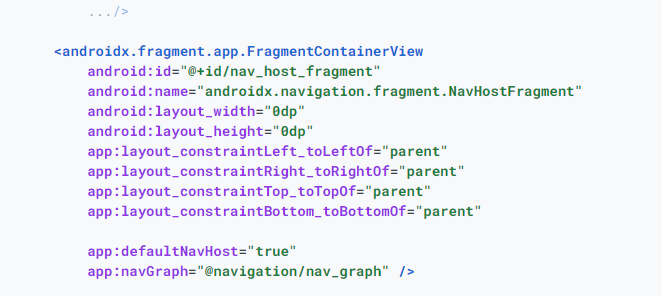 .../>
<androidx.fragment.app.FragmentContainerView
android:id="@+id/nav_host_fragment"
android:name="androidx.navigation.fragment.NavHostFragment"
android:layout_width="0dp"
android:layout_height="0dp"
app:layout_constraintLeft_toLeftOf="parent"
app:layout_constraintRight_toRightOf="parent"
app:layout_constraintTop_toTopOf="parent"
app:layout_constraintBottom_toBottomOf="parent"
app:defaultNavHost="true"
app:navGraph="@navigation/nav_graph" />